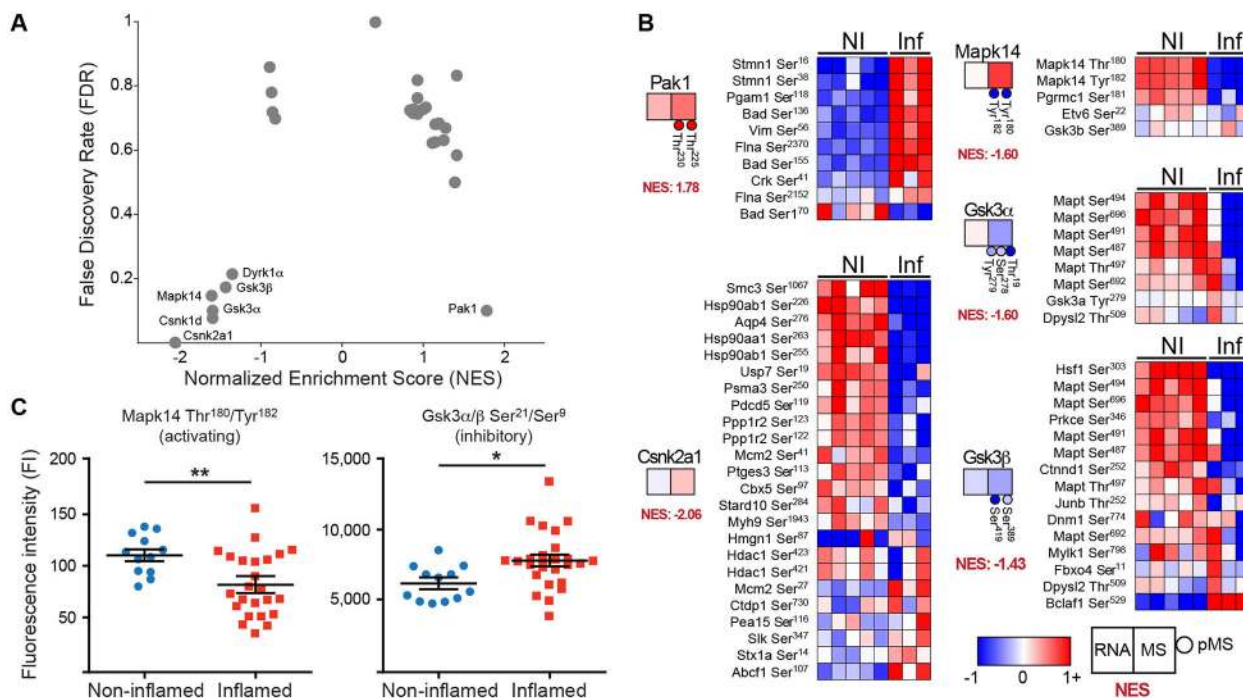 A
False Discovery Rate (FDR)
1
0.8
0.6
0.4
0.2
Dyrk1α
Gsk3β
Mapk14
Gsk3α
Csnk1d
Csnk2a1
Pak1
-2 -1 0 1 2
Normalized Enrichment Score (NES)
B
Pak1
Thr230
Thr225
NES: 1.78
NI Inf
Stmn1 Ser16
Stmn1 Ser38
Pgam1 Ser118
Bad Ser136
Vim Ser56
Flna Ser2370
Bad Ser155
Crk Ser41
Flna Ser2152
Bad Ser170
Mapk14
Tyr182
Tyr180
NES: -1.60
NI Inf
Mapk14 Thr180
Mapk14 Tyr182
Pgrmc1 Ser181
Etv6 Ser22
Gsk3b Ser389
Gsk3α
Tyr279
Ser278
Thr19
NES: -1.60
NI Inf
Mapt Ser494
Mapt Ser696
Mapt Ser491
Mapt Ser487
Mapt Thr497
Mapt Ser692
Gsk3a Tyr279
Dpysl2 Thr509
Csnk2a1
NES: -2.06
NI Inf
Smc3 Ser1067
Hsp90ab1 Ser226
Aqp4 Ser276
Hsp90aa1 Ser263
Hsp90ab1 Ser255
Usp7 Ser19
Psma3 Ser250
Pdcd5 Ser119
Ppp1r2 Ser123
Ppp1r2 Ser122
Mcm2 Ser41
Ptges3 Ser113
Cbx5 Ser97
Stard10 Ser284
Myh9 Ser1943
Hmgn1 Ser87
Hdac1 Ser423
Hdac1 Ser421
Mcm2 Ser27
Ctdp1 Ser730
Pea15 Ser116
Slk Ser347
Stx1a Ser14
Abcf1 Ser107
Gsk3β
Ser419
Ser389
NES: -1.43
NI Inf
Hsf1 Ser303
Mapt Ser494
Mapt Ser696
Prkce Ser346
Mapt Ser491
Mapt Ser487
Ctnnd1 Ser252
Mapt Thr497
Junb Thr252
Dnm1 Ser774
Mapt Ser692
Mylk1 Ser798
Fbxo4 Ser11
Dpysl2 Thr509
Bclaf1 Ser529
-1 0 1+
RNA MS pMS
NES
C
Mapk14 Thr180/Tyr182
(activating)
Fluorescence intensity (FI)
200
150
100
50
**
Non-inflamed Inflamed
Gsk3α/β Ser21/Ser9
(inhibitory)
15,000
10,000
5,000
*
Non-inflamed Inflamed